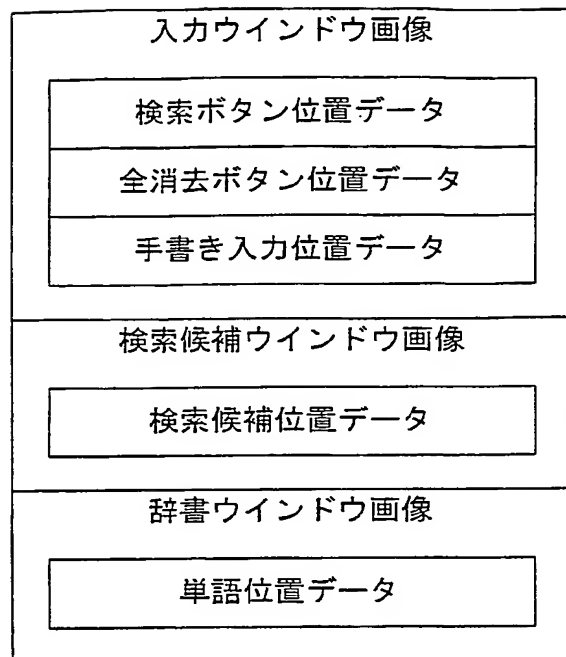 入力ウインドウ画像
検索ボタン位置データ
全消去ボタン位置データ
手書き入力位置データ
検索候補ウインドウ画像
検索候補位置データ
辞書ウインドウ画像
単語位置データ